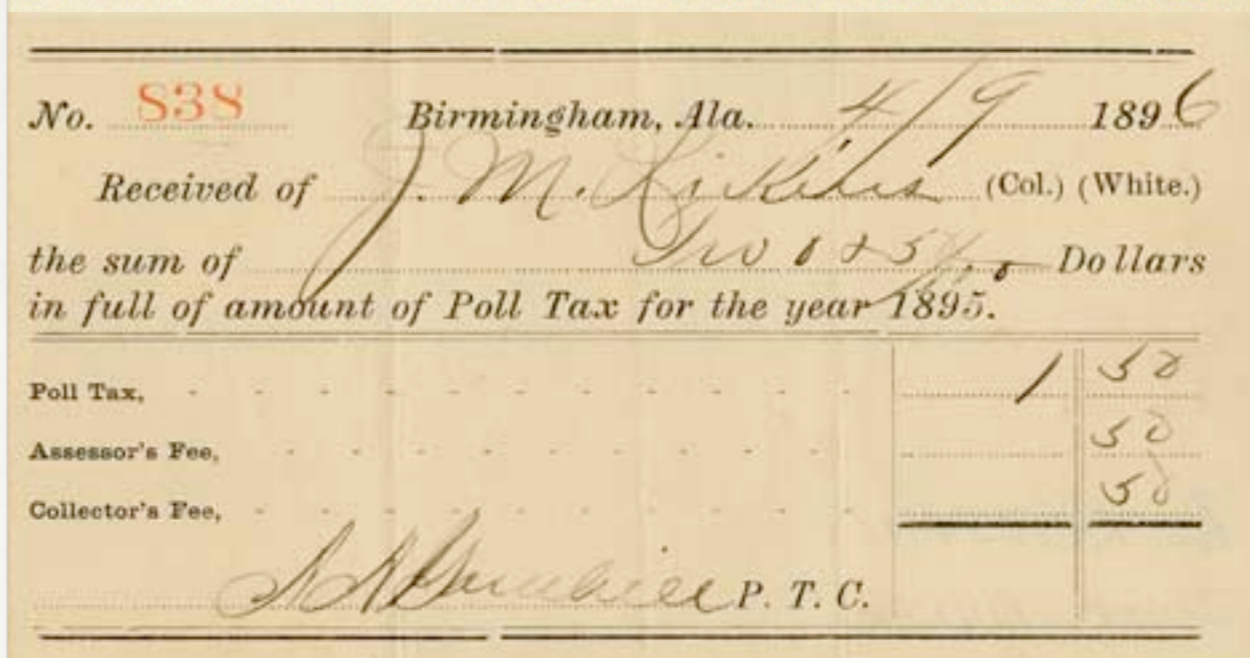 No. 838 Birmingham, Ala. 4/9 1896
Received of J. M. (Col.) (White.)
the sum of Two & 50/100 Dollars
in full of amount of Poll Tax for the year 1895.
Poll Tax, - - - - - - - - - - - 1 50
Assessor's Fee, - - - - - - - - - 50
Collector's Fee, - - - - - - - - - - 50
P. T. C.